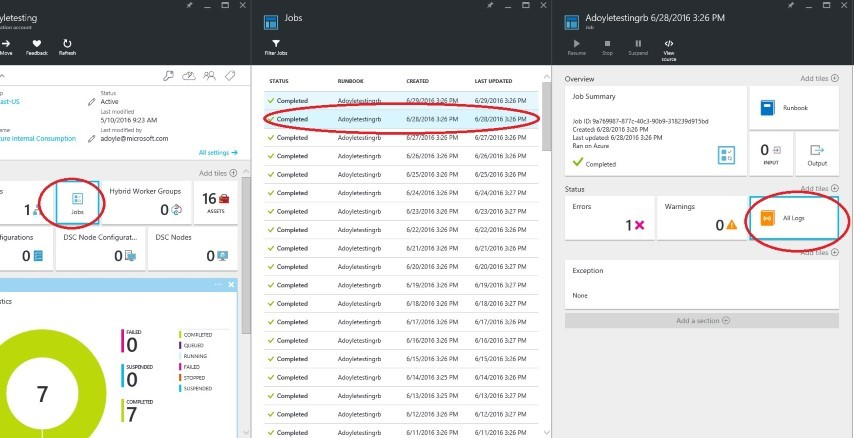 yletesting
Move
Feedback
Refresh
ast-US
Status
Active
Last modified
5/10/2016 9:23 AM
ame
ture Internal Consumption
Last modified by
adoyle@microsoft.com
All settings →
Add tiles
s
1
Jobs
Hybrid Worker Groups
0
16
ASSETS
figurations
0
DSC Node Configurat...
0
DSC Nodes
0
tistics
7
FAILED
0
SUSPENDED
0
COMPLETED
7
COMPLETED
QUEUED
RUNNING
FAILED
STOPPED
SUSPENDED
Jobs
Filter Jobs
STATUS RUNBOOK CREATED LAST UPDATED
Completed Adoyletestingrb 6/29/2016 3:26 PM 6/29/2016 3:26 PM
Completed Adoyletestingrb 6/28/2016 3:26 PM 6/28/2016 3:26 PM
Completed Adoyletestingrb 6/27/2016 3:26 PM 6/27/2016 3:26 PM
Completed Adoyletestingrb 6/26/2016 3:26 PM 6/26/2016 3:26 PM
Completed Adoyletestingrb 6/25/2016 3:26 PM 6/25/2016 3:26 PM
Completed Adoyletestingrb 6/24/2016 3:26 PM 6/24/2016 3:27 PM
Completed Adoyletestingrb 6/23/2016 3:26 PM 6/23/2016 3:27 PM
Completed Adoyletestingrb 6/22/2016 3:26 PM 6/22/2016 3:26 PM
Completed Adoyletestingrb 6/21/2016 3:26 PM 6/21/2016 3:26 PM
Completed Adoyletestingrb 6/20/2016 3:26 PM 6/20/2016 3:27 PM
Completed Adoyletestingrb 6/19/2016 3:26 PM 6/19/2016 3:27 PM
Completed Adoyletestingrb 6/18/2016 3:26 PM 6/18/2016 3:27 PM
Completed Adoyletestingrb 6/17/2016 3:26 PM 6/17/2016 3:26 PM
Completed Adoyletestingrb 6/16/2016 3:26 PM 6/16/2016 3:27 PM
Completed Adoyletestingrb 6/15/2016 3:26 PM 6/15/2016 3:26 PM
Completed Adoyletestingrb 6/14/2016 3:25 PM 6/14/2016 3:26 PM
Completed Adoyletestingrb 6/13/2016 3:25 PM 6/13/2016 3:26 PM
Completed Adoyletestingrb 6/12/2016 3:26 PM 6/12/2016 3:27 PM
Completed Adoyletestingrb 6/11/2016 3:26 PM 6/11/2016 3:26 PM
Adoyletestingrb 6/28/2016 3:26 PM
Job
Resume
Stop
Suspend
View source
Overview
Add tiles
Job Summary
Job ID: 9a769987-877c-40c3-90b9-318239d915bd
Created: 6/28/2016 3:26 PM
Last updated: 6/28/2016 3:26 PM
Ran on Azure
Completed
Runbook
0
INPUT
Output
Status
Add tiles
Errors
1
Warnings
0
All Logs
Add tiles
Exception
None
Add a section